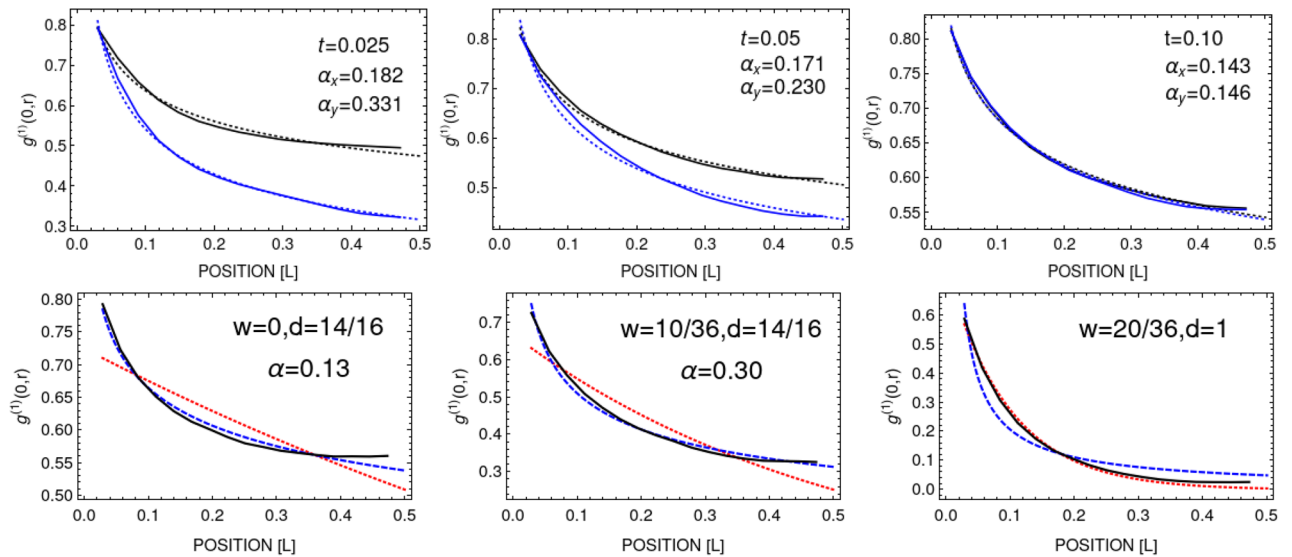 0.8
0.7
0.6
0.5
0.4
0.3
g⁽¹⁾(0,r)
t=0.025
αx=0.182
αy=0.331
0.0 0.1 0.2 0.3 0.4 0.5
POSITION [L]
0.8
0.7
0.6
0.5
g⁽¹⁾(0,r)
t=0.05
αx=0.171
αy=0.230
0.0 0.1 0.2 0.3 0.4 0.5
POSITION [L]
0.80
0.75
0.70
0.65
0.60
0.55
g⁽¹⁾(0,r)
t=0.10
αx=0.143
αy=0.146
0.0 0.1 0.2 0.3 0.4 0.5
POSITION [L]
0.80
0.75
0.70
0.65
0.60
0.55
0.50
g⁽¹⁾(0,r)
w=0,d=14/16
α=0.13
0.0 0.1 0.2 0.3 0.4 0.5
POSITION [L]
0.7
0.6
0.5
0.4
0.3
g⁽¹⁾(0,r)
w=10/36,d=14/16
α=0.30
0.0 0.1 0.2 0.3 0.4 0.5
POSITION [L]
0.6
0.5
0.4
0.3
0.2
0.1
0.0
g⁽¹⁾(0,r)
w=20/36,d=1
0.0 0.1 0.2 0.3 0.4 0.5
POSITION [L]